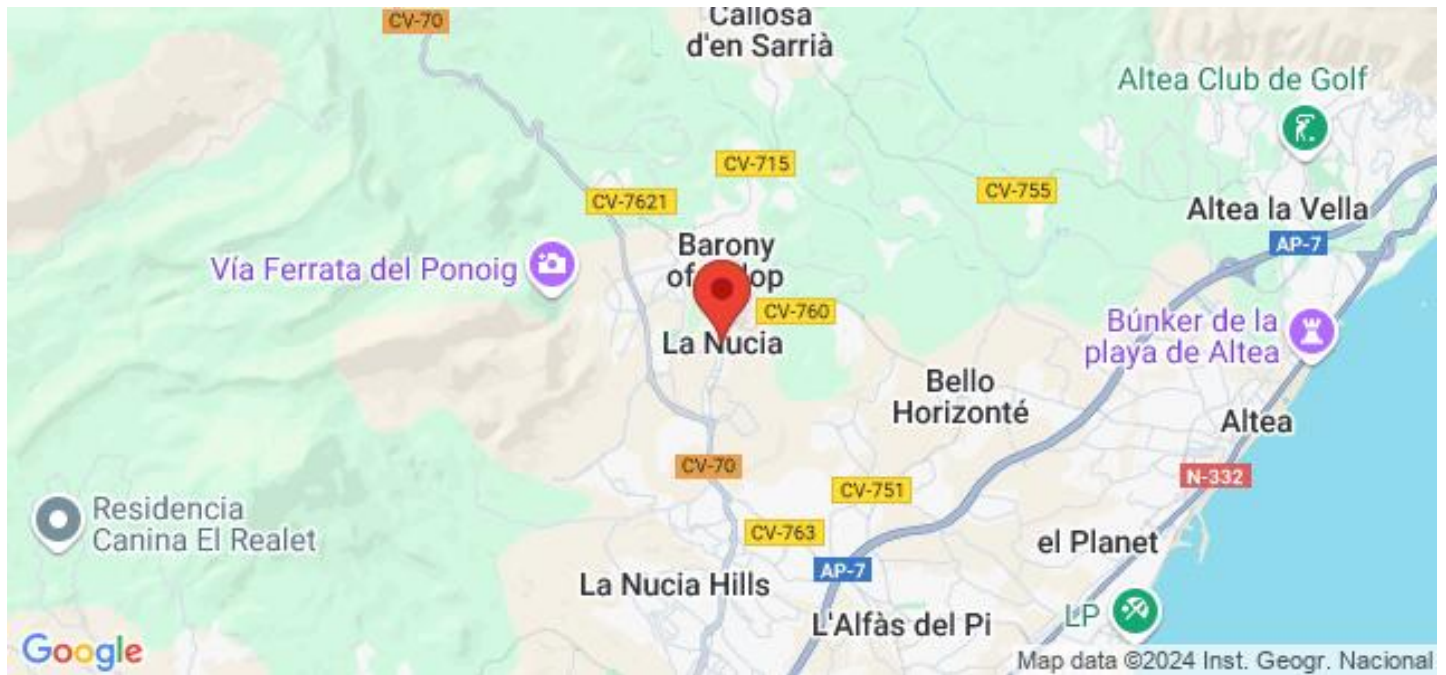 CV-70
Callosa
d'en Sarrià
Altea Club de Golf
CV-715
CV-755
CV-7621
Altea la Vella
Barony
AP-7
Vía Ferrata del Ponoig
CV-760
Búnker de la
playa de Altea
La Nucia
Bello
Horizonté
Altea
CV-70
N-332
CV-751
Residencia
Canina El Realet
CV-763
el Planet
AP-7
La Nucia Hills
LP
L'Alfàs del Pi
Google
Map data ©2024 Inst. Geogr. Nacional